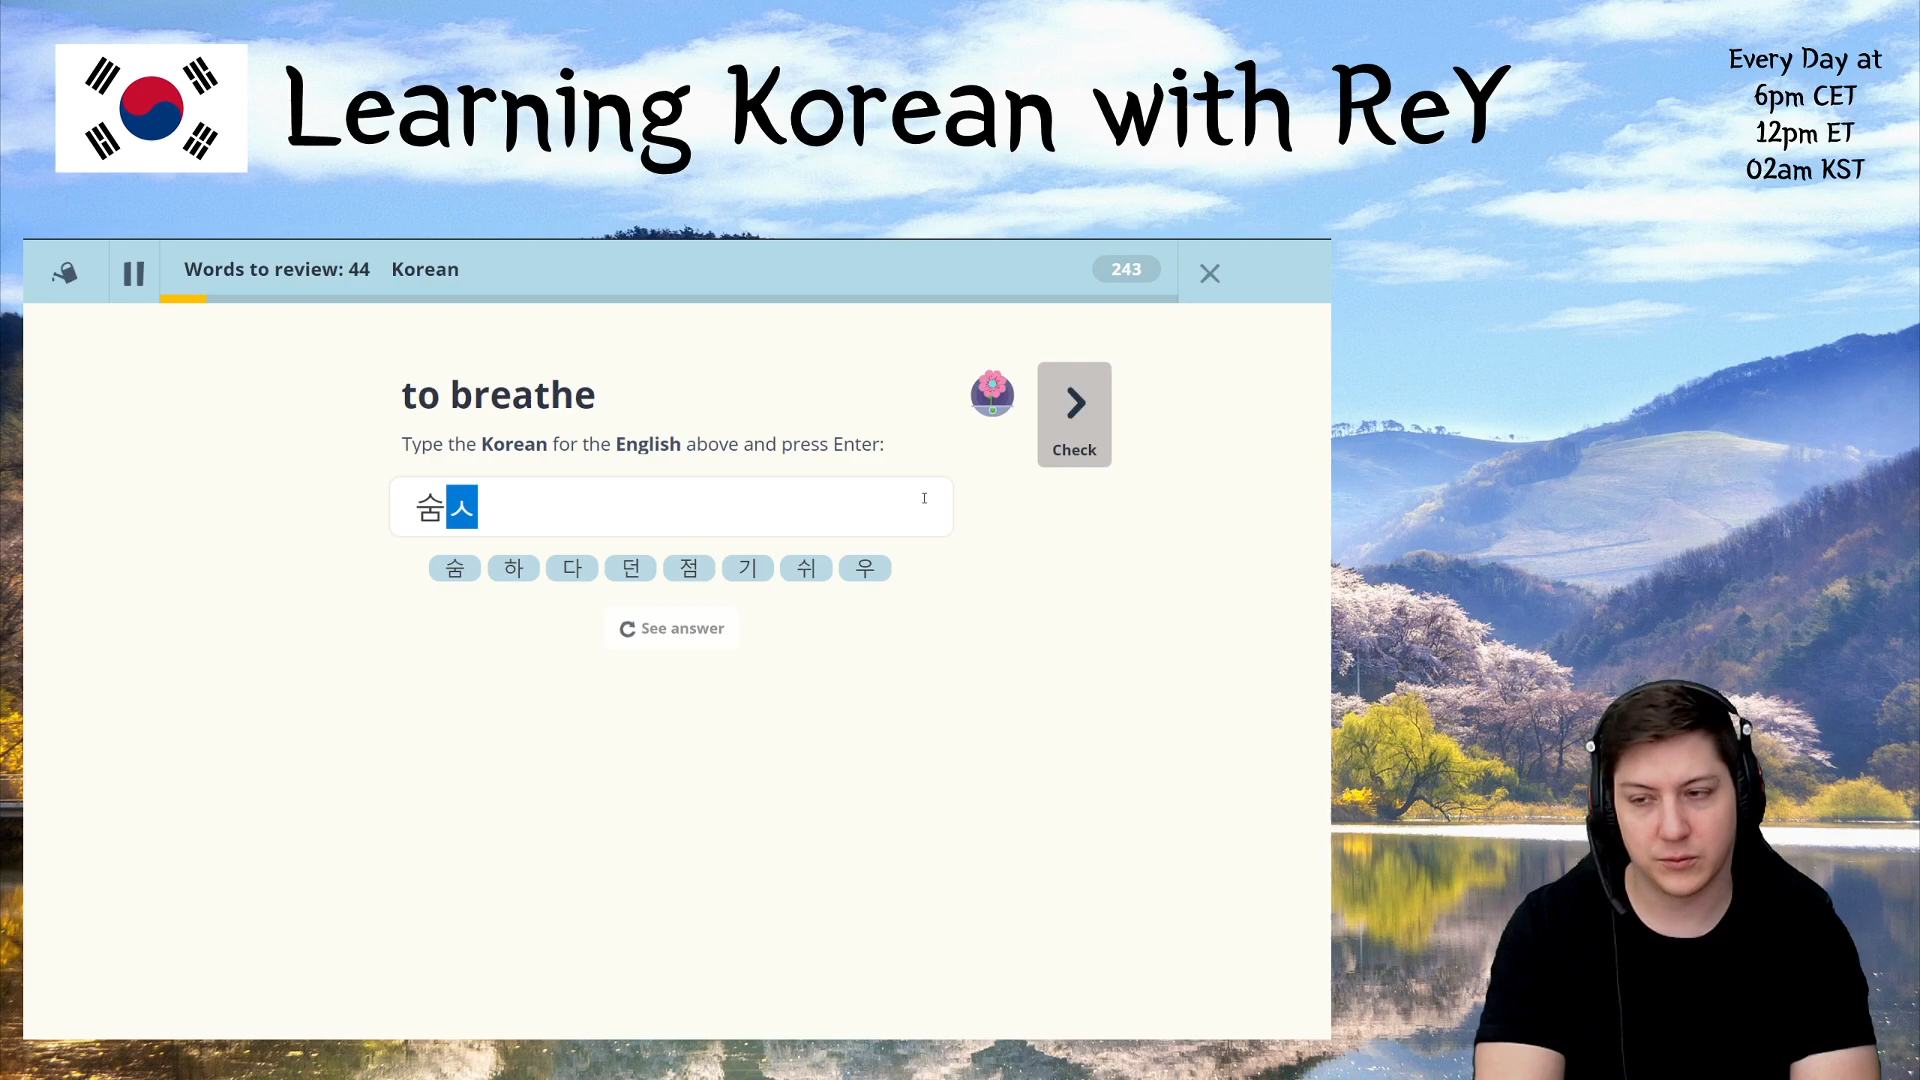 Learning Korean with ReY
Every Day at
6pm CET
12pm ET
02am KST
Words to review: 44 Korean
243
to breathe
Type the Korean for the English above and press Enter:
Check
숨ㅅ
숨 하 다 던 점 기 쉬 우
See answer